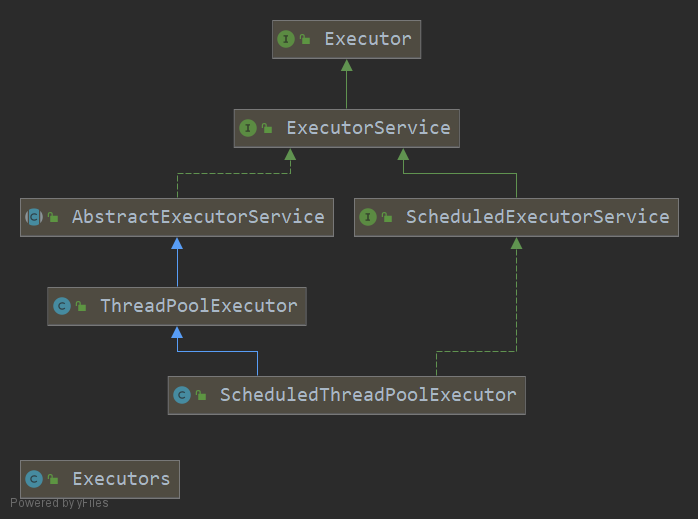 I Executor
I ExecutorService
C AbstractExecutorService
I ScheduledExecutorService
C ThreadPoolExecutor
C ScheduledThreadPoolExecutor
C Executors
Powered by yFiles